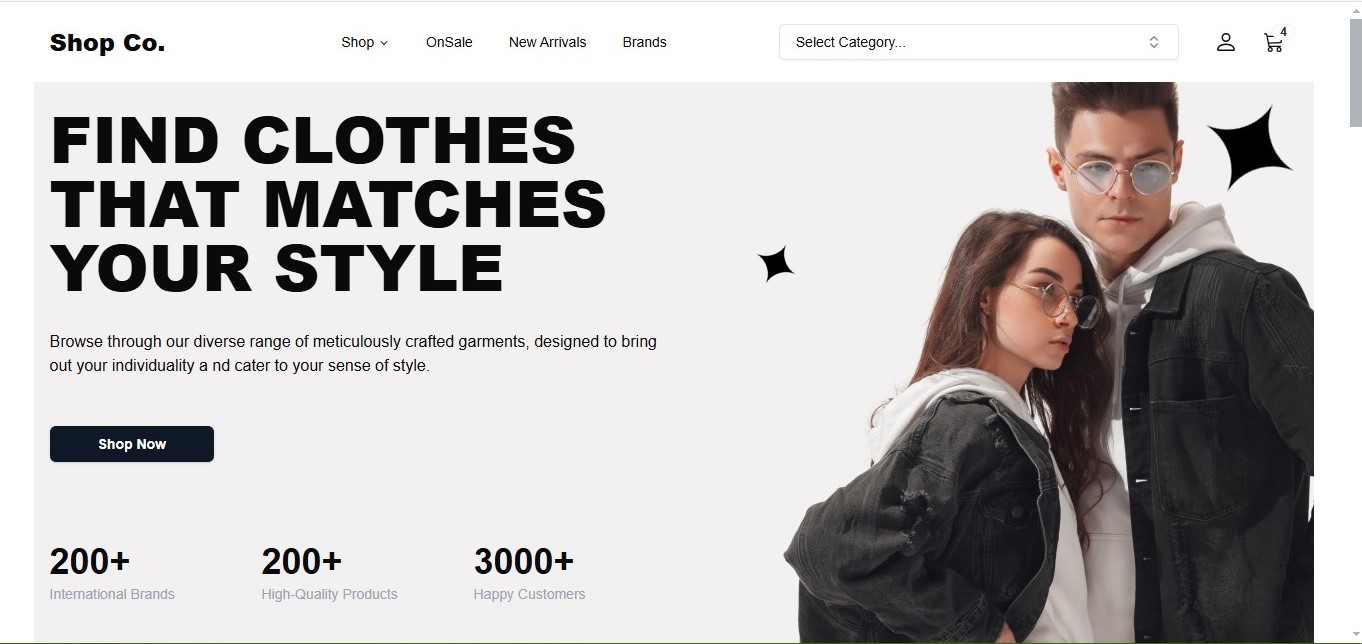 Shop Co.
Shop
OnSale
New Arrivals
Brands
Select Category...
4
FIND CLOTHES
THAT MATCHES
YOUR STYLE
Browse through our diverse range of meticulously crafted garments, designed to bring
out your individuality a nd cater to your sense of style.
Shop Now
200+
International Brands
200+
High-Quality Products
3000+
Happy Customers